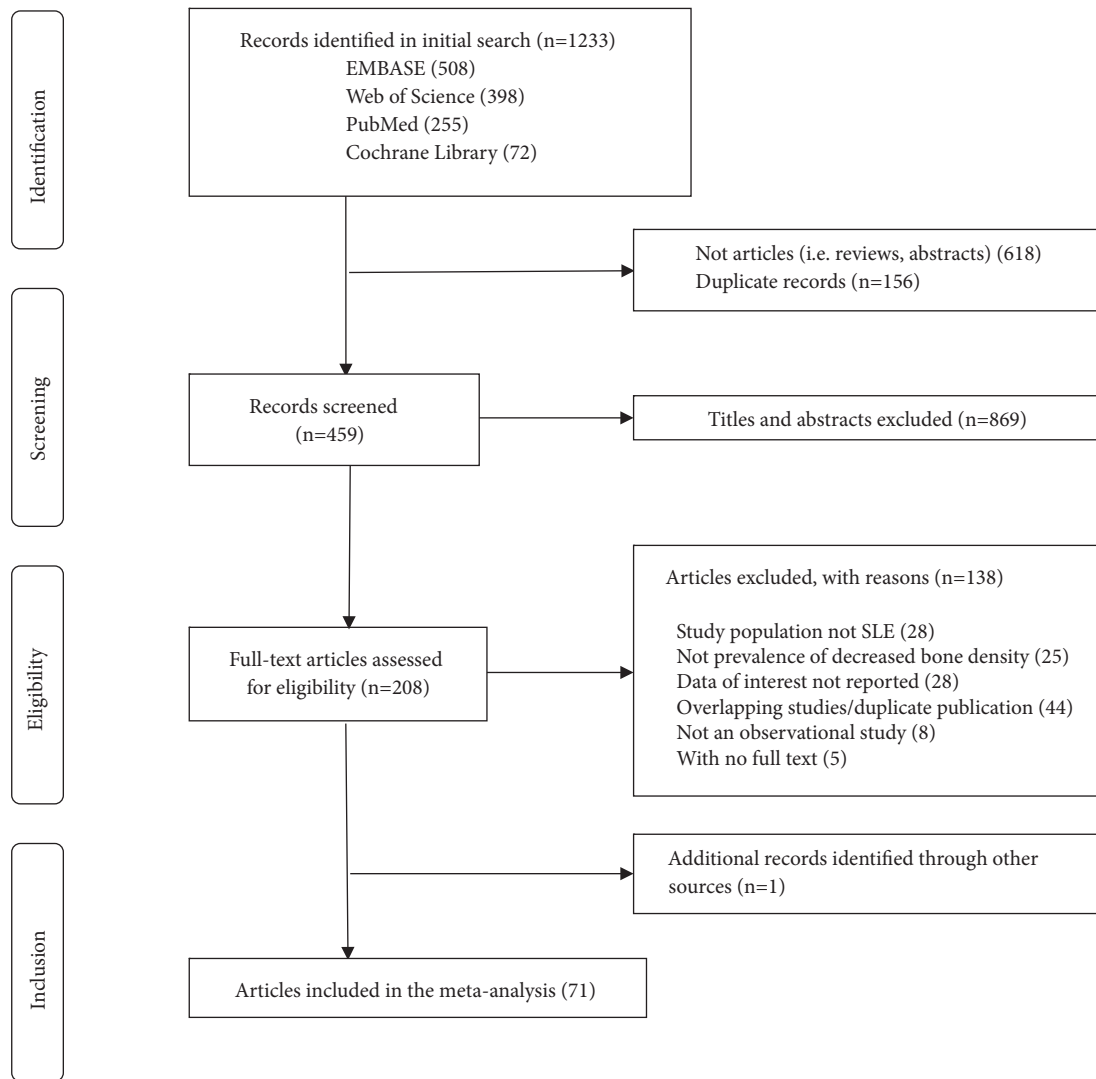 Identification
Records identified in initial search (n=1233)
EMBASE (508)
Web of Science (398)
PubMed (255)
Cochrane Library (72)
Not articles (i.e. reviews, abstracts) (618)
Duplicate records (n=156)
Screening
Records screened
(n=459)
Titles and abstracts excluded (n=869)
Eligibility
Full-text articles assessed
for eligibility (n=208)
Articles excluded, with reasons (n=138)
Study population not SLE (28)
Not prevalence of decreased bone density (25)
Data of interest not reported (28)
Overlapping studies/duplicate publication (44)
Not an observational study (8)
With no full text (5)
Inclusion
Additional records identified through other
sources (n=1)
Articles included in the meta-analysis (71)